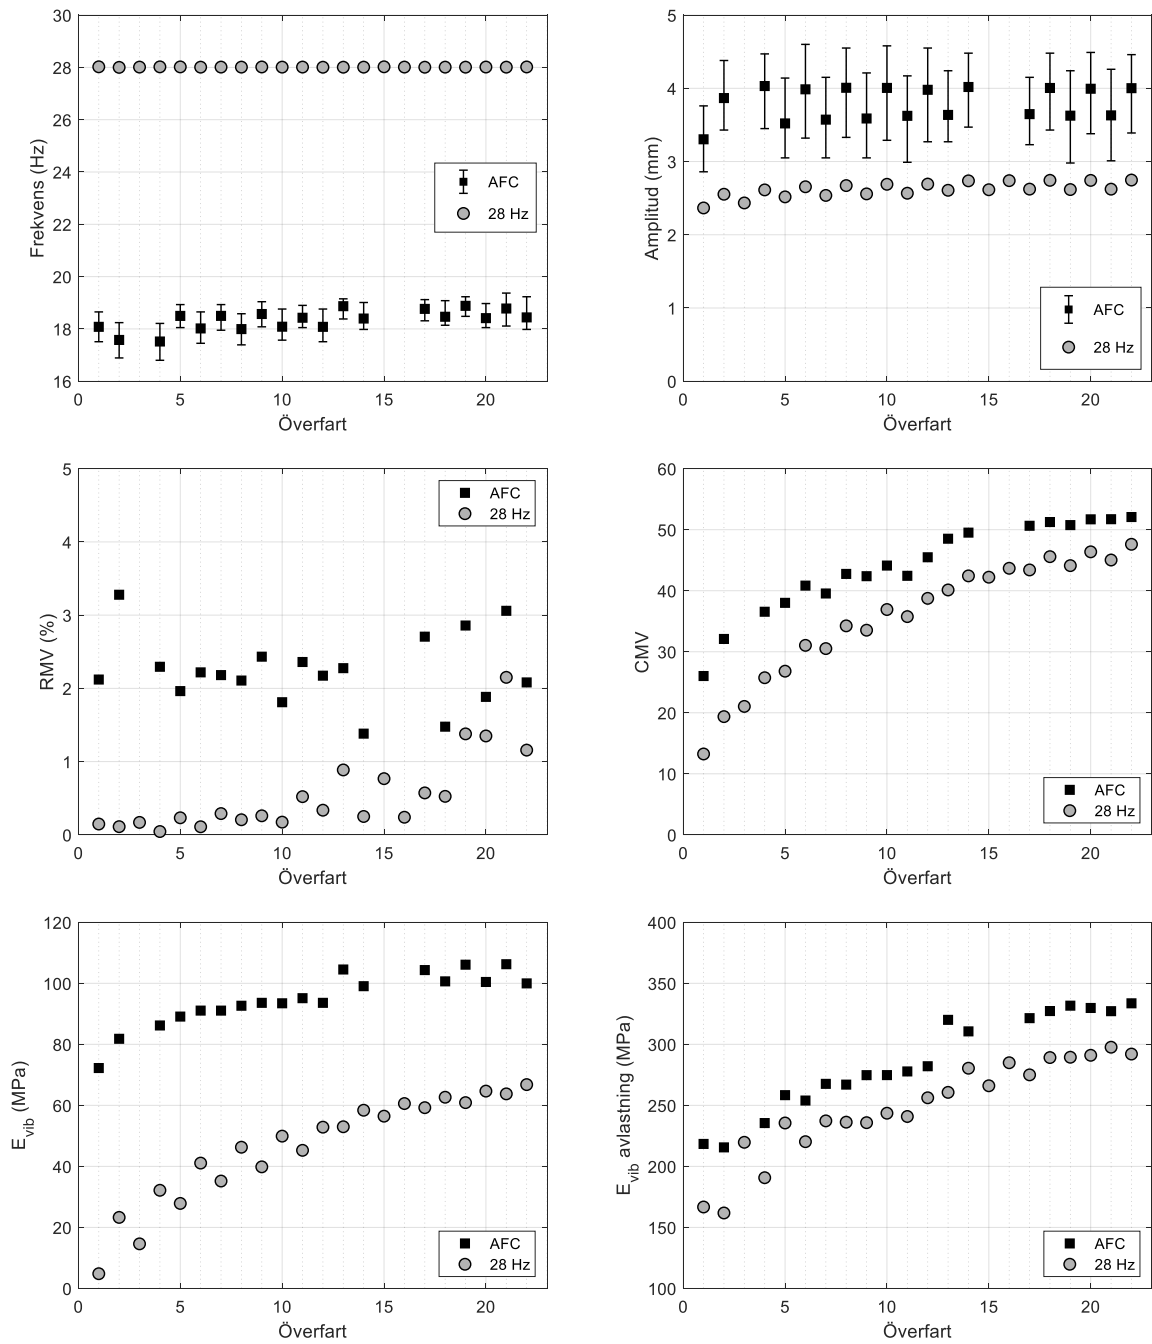 30
28
26
24
22
20
18
16
Frekvens (Hz)
AFC
28 Hz
0 5 10 15 20
Överfart
5
4
3
2
1
0
Amplitud (mm)
AFC
28 Hz
0 5 10 15 20
Överfart
5
4
3
2
1
0
RMV (%)
AFC
28 Hz
0 5 10 15 20
Överfart
60
50
40
30
20
10
0
CMV
AFC
28 Hz
0 5 10 15 20
Överfart
120
100
80
60
40
20
0
Evib (MPa)
AFC
28 Hz
0 5 10 15 20
Överfart
400
350
300
250
200
150
100
Evib avlastning (MPa)
AFC
28 Hz
0 5 10 15 20
Överfart